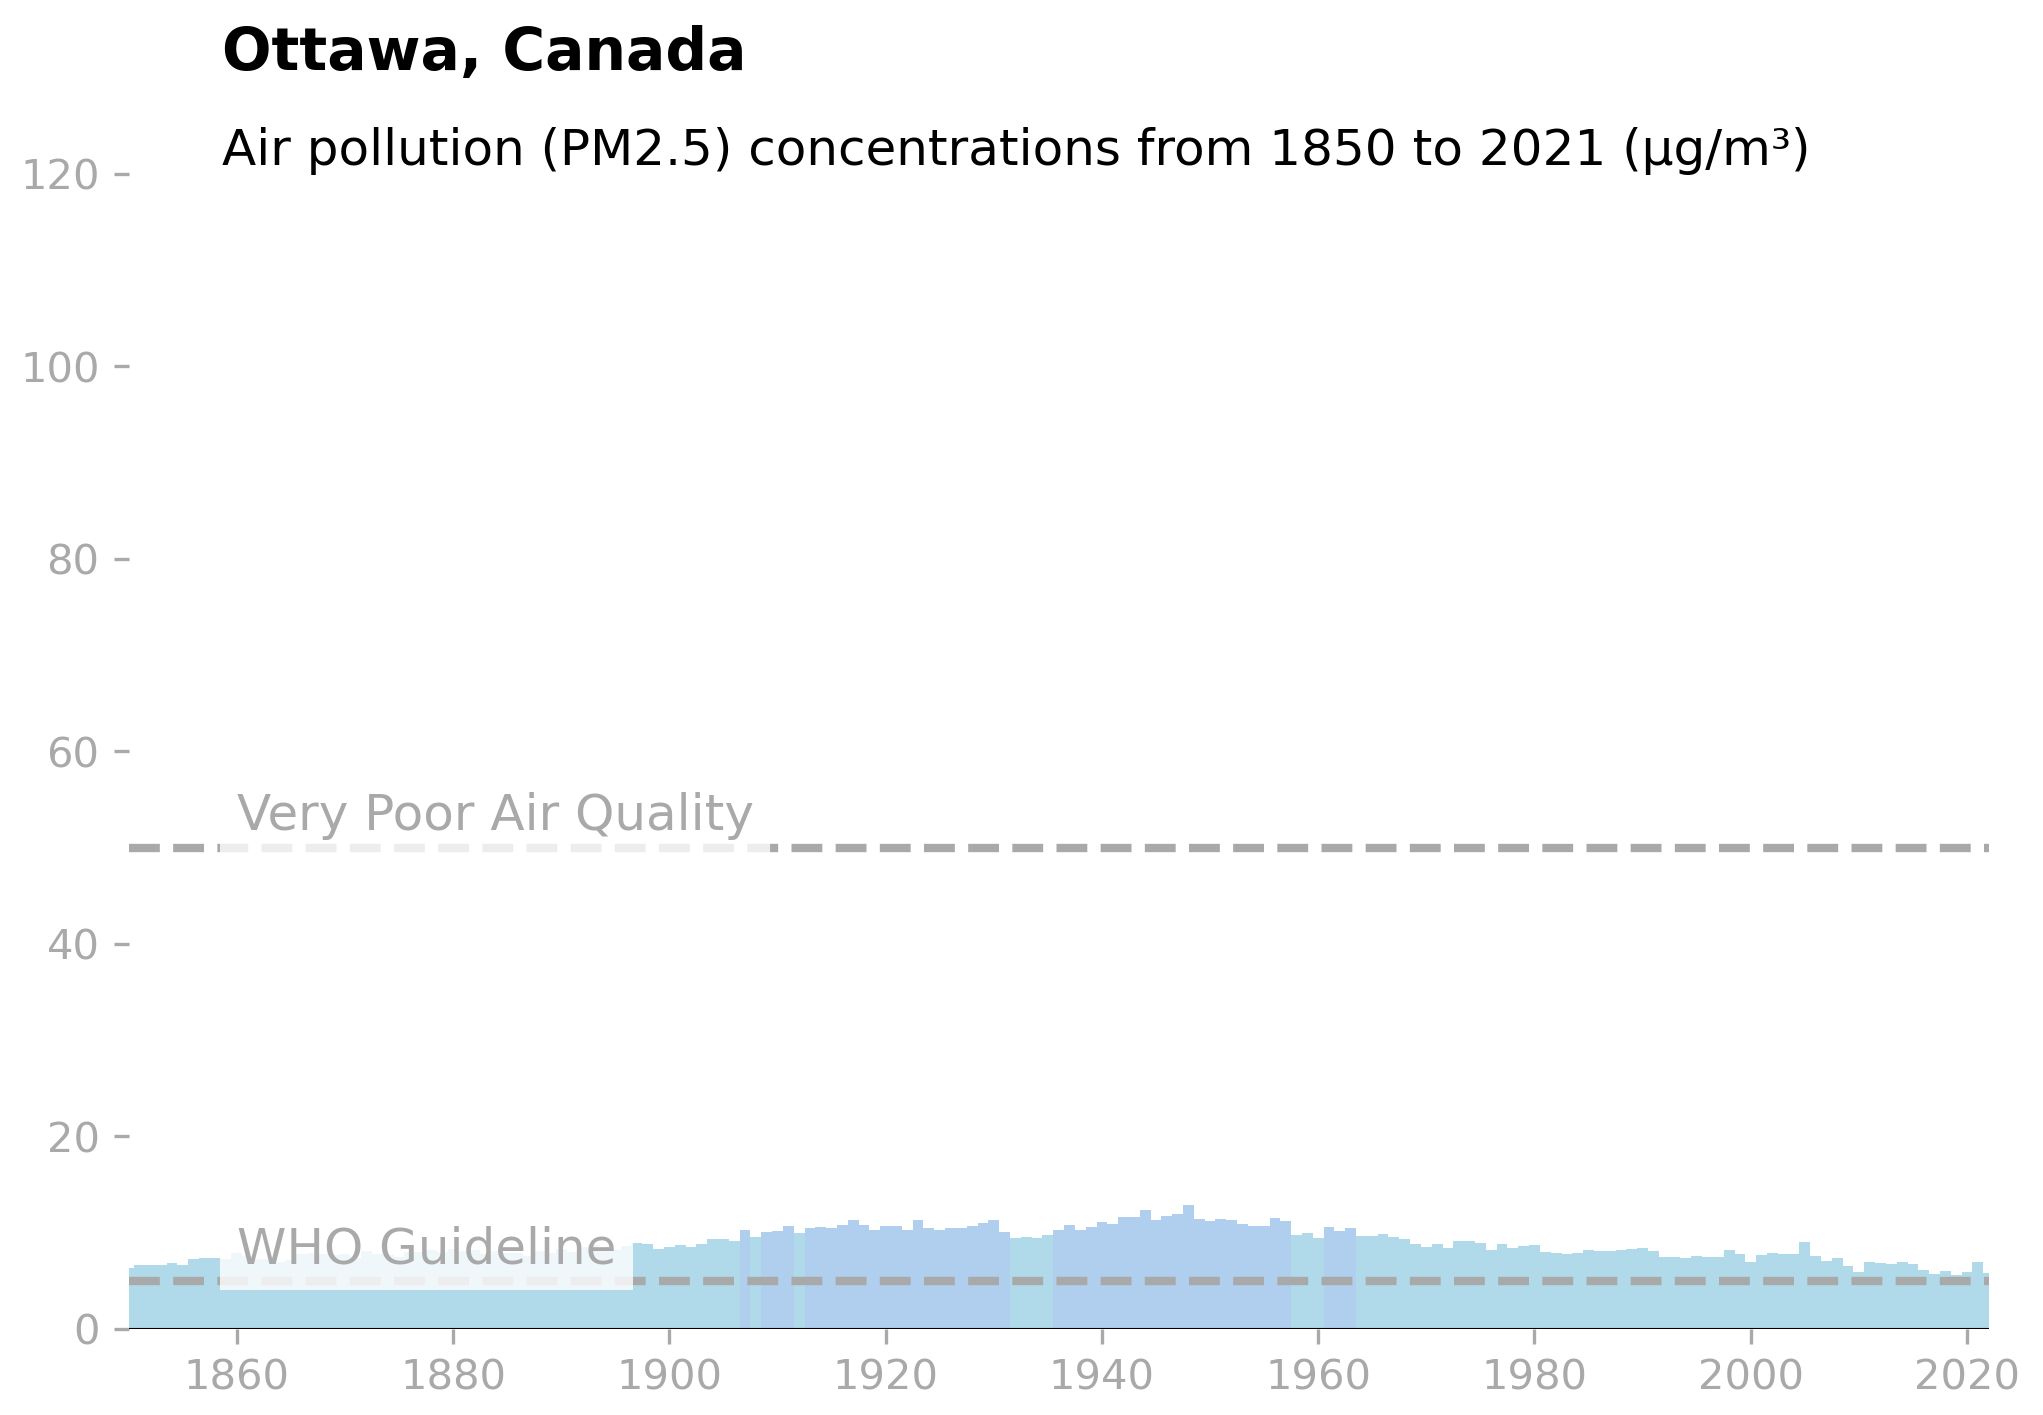 Ottawa, Canada
Air pollution (PM2.5) concentrations from 1850 to 2021 (µg/m³)
120
100
80
60
Very Poor Air Quality
40
20
WHO Guideline
0
1860 1880 1900 1920 1940 1960 1980 2000 2020